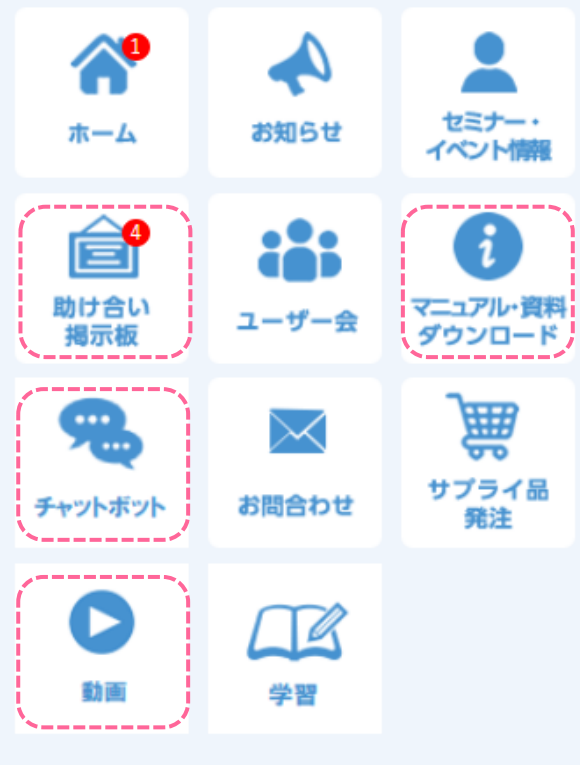 1
ホーム
お知らせ
セミナー・
イベント情報
4
助け合い
掲示板
ユーザー会
i
マニュアル・資料
ダウンロード
チャットボット
お問合わせ
サプライ品
発注
動画
学習